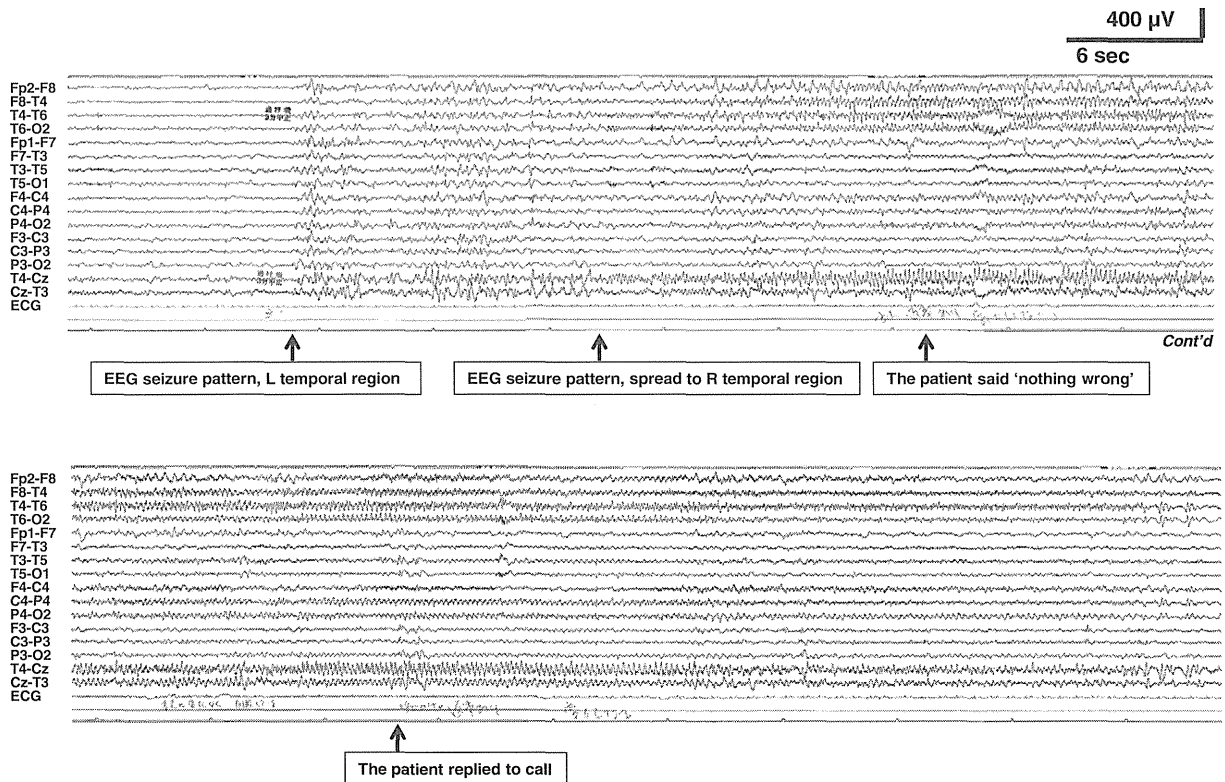 400 µV
6 sec
Fp2-F8
F8-T4
T4-T6
T6-O2
Fp1-F7
F7-T3
T3-T5
T5-O1
F4-C4
C4-P4
P4-O2
F3-C3
C3-P3
P3-O2
T4-Cz
Cz-T3
ECG
Cont'd
EEG seizure pattern, L temporal region
EEG seizure pattern, spread to R temporal region
The patient said ‘nothing wrong’
Fp2-F8
F8-T4
T4-T6
T6-O2
Fp1-F7
F7-T3
T3-T5
T5-O1
F4-C4
C4-P4
P4-O2
F3-C3
C3-P3
P3-O2
T4-Cz
Cz-T3
ECG
The patient replied to call